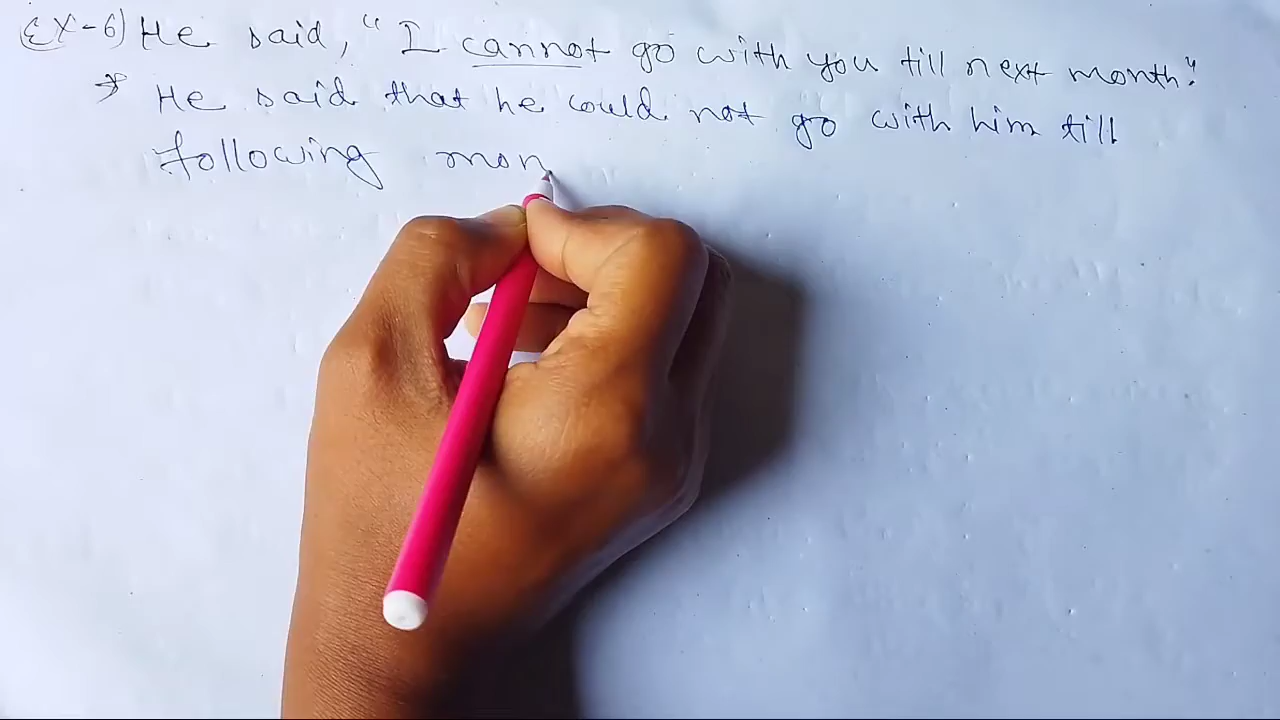 (Ex-6) He said, "I cannot go with you till next month."
* He said that he could not go with him till
following mon